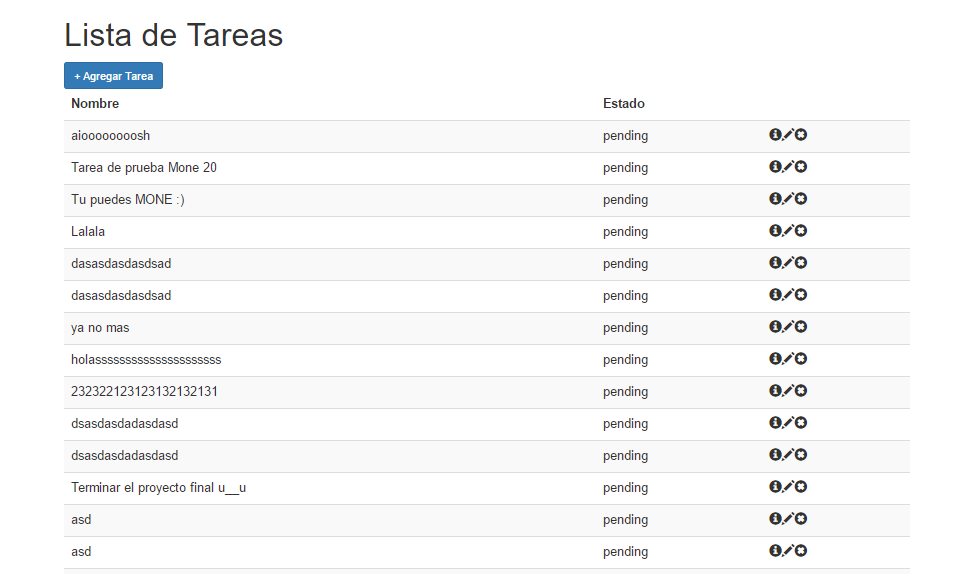 Lista de Tareas
+ Agregar Tarea
Nombre Estado
aioooooooosh pending
Tarea de prueba Mone 20 pending
Tu puedes MONE :) pending
Lalala pending
dasasdasdasdsad pending
dasasdasdasdsad pending
ya no mas pending
holasssssssssssssssssssss pending
232322123123132132131 pending
dsasdasdadasdasd pending
dsasdasdadasdasd pending
Terminar el proyecto final u__u pending
asd pending
asd pending